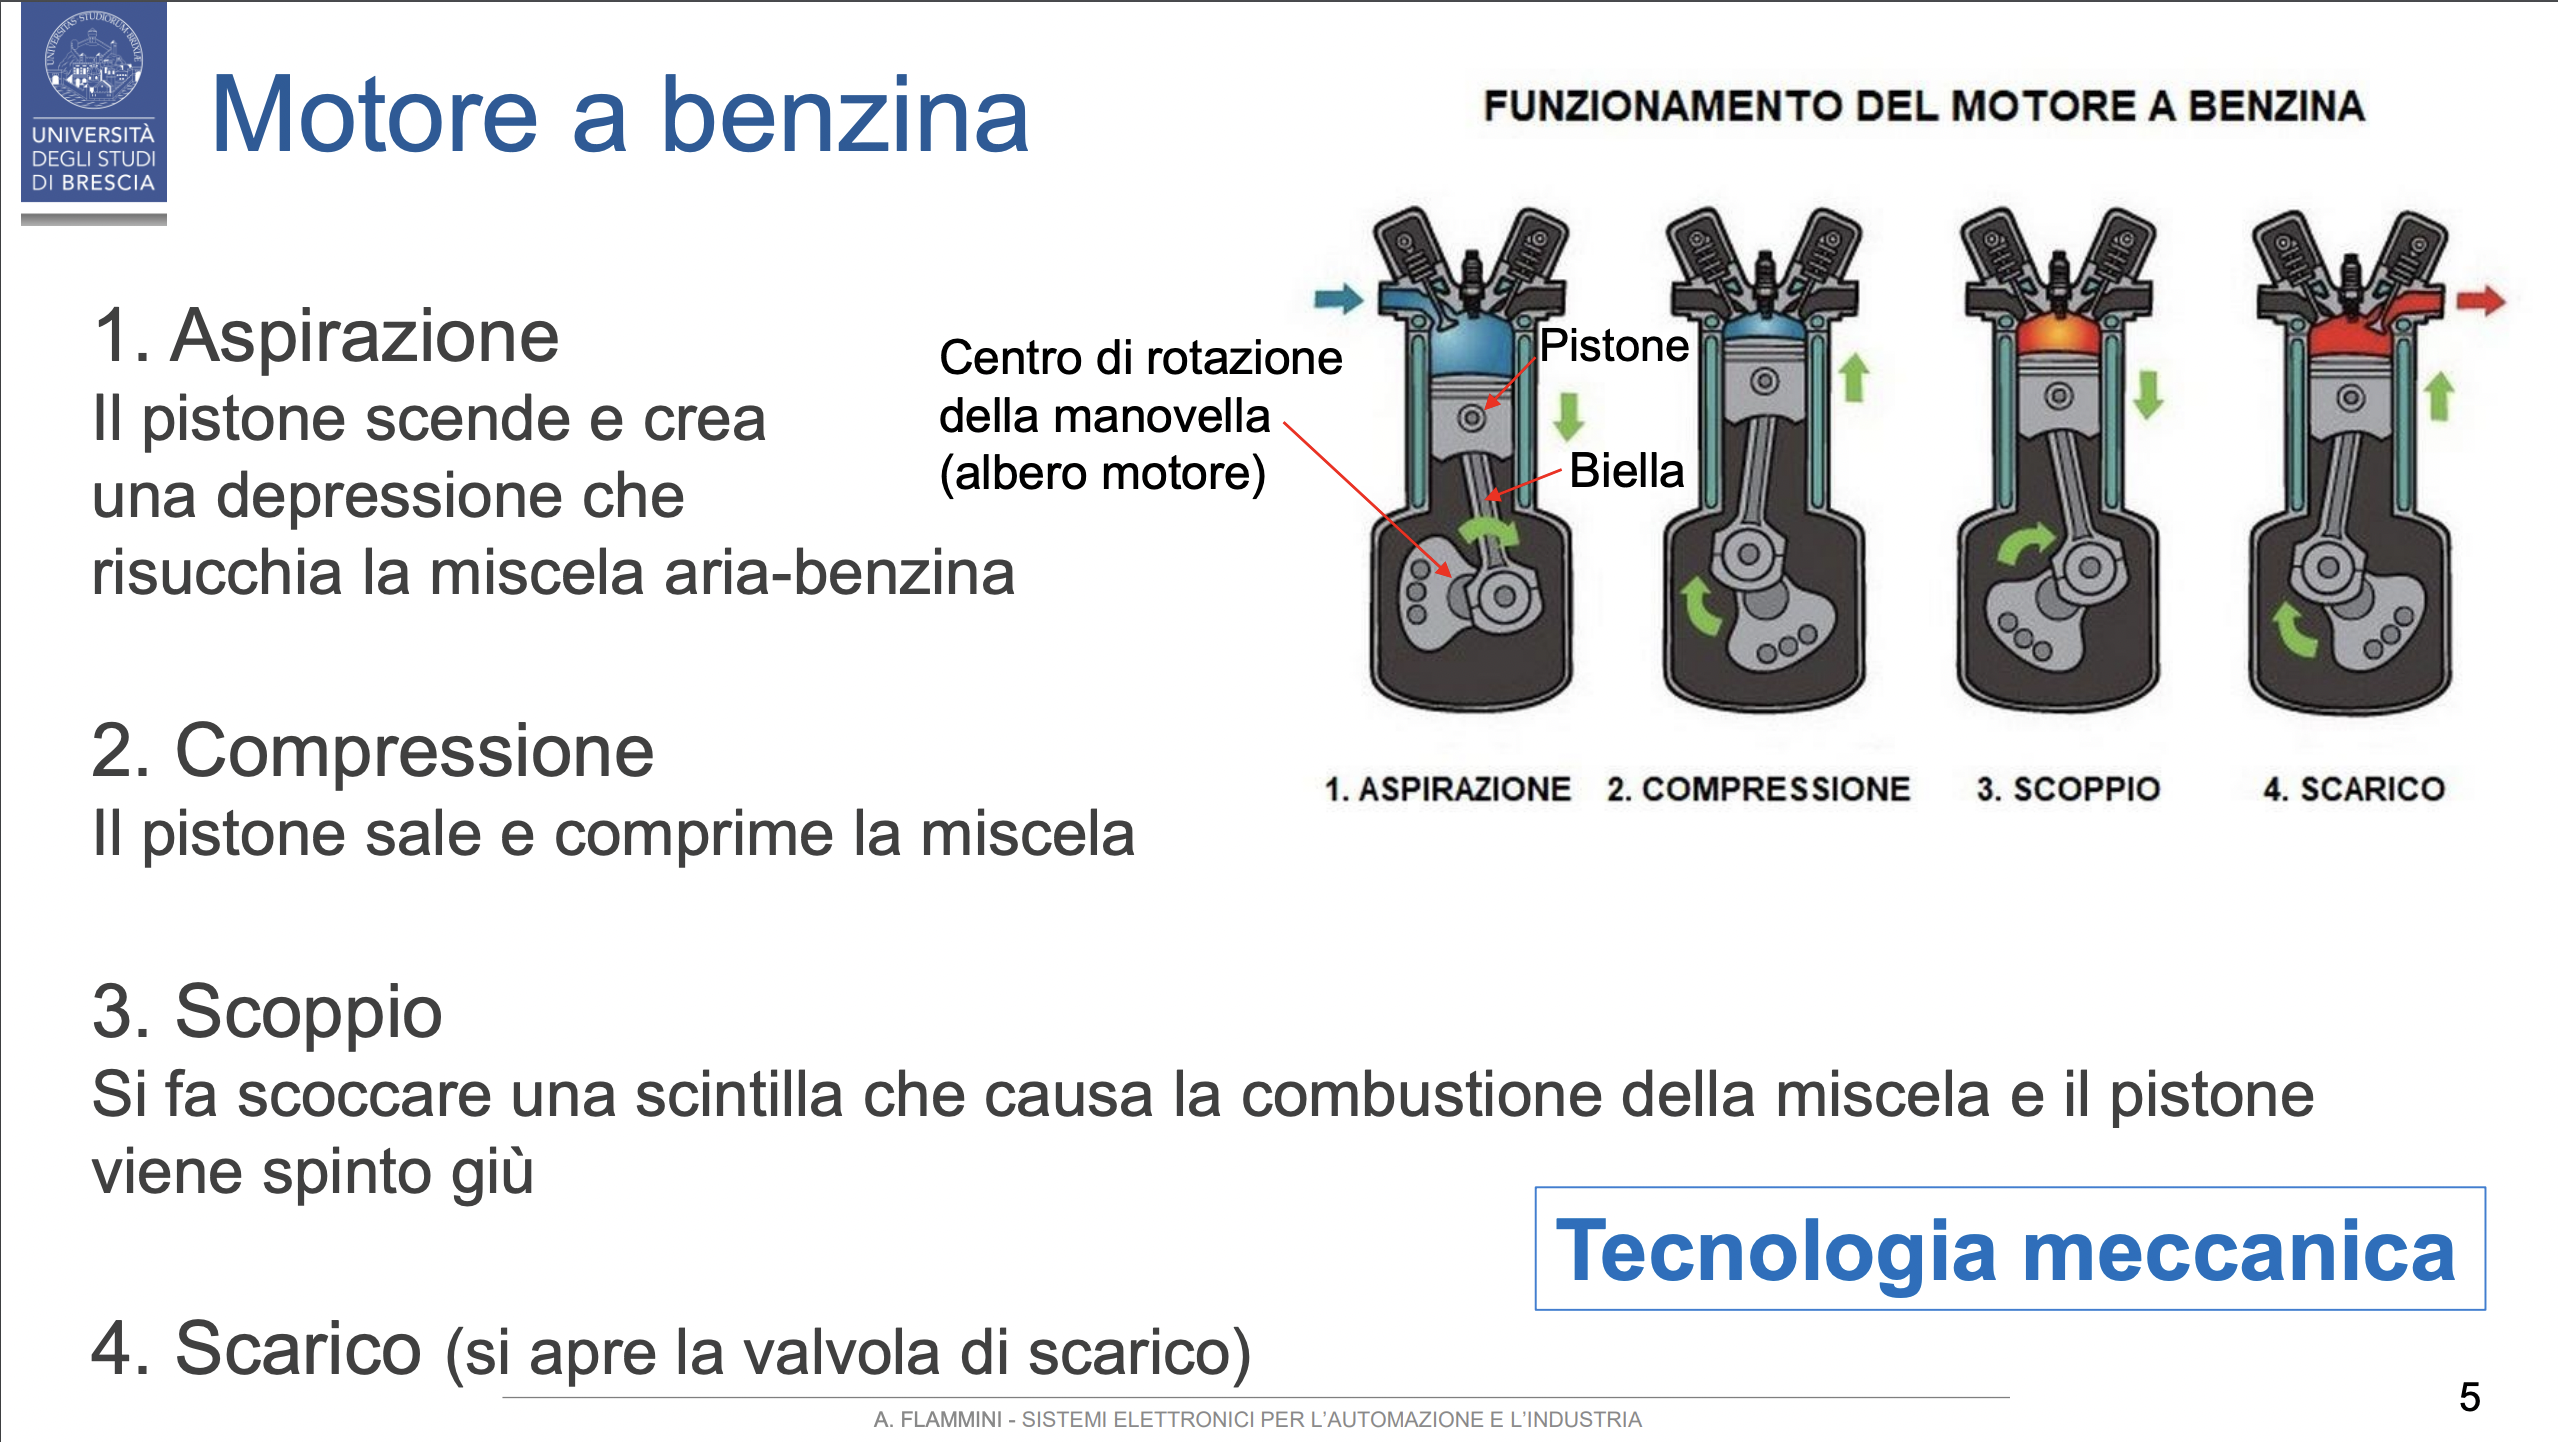 UNIVERSITAS STUDIORUM BRIXIAE
UNIVERSITÀ
DEGLI STUDI
DI BRESCIA
Motore a benzina
FUNZIONAMENTO DEL MOTORE A BENZINA
1. Aspirazione
Il pistone scende e crea
una depressione che
risucchia la miscela aria-benzina
Centro di rotazione
della manovella
(albero motore)
Pistone
Biella
1. ASPIRAZIONE
2. COMPRESSIONE
3. SCOPPIO
4. SCARICO
2. Compressione
Il pistone sale e comprime la miscela
3. Scoppio
Si fa scoccare una scintilla che causa la combustione della miscela e il pistone
viene spinto giù
Tecnologia meccanica
4. Scarico (si apre la valvola di scarico)
A. FLAMMINI - SISTEMI ELETTRONICI PER L'AUTOMAZIONE E L'INDUSTRIA
5